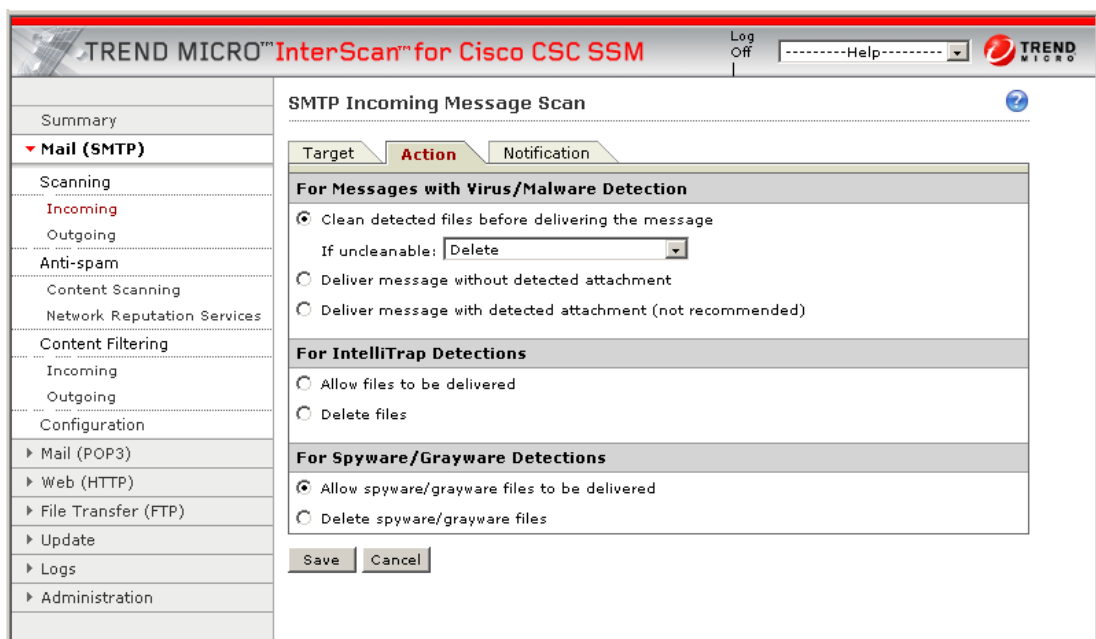 TREND MICRO™ InterScan™ for Cisco CSC SSM
Log Off
---------Help---------
TREND MICRO
Summary
Mail (SMTP)
Scanning
Incoming
Outgoing
Anti-spam
Content Scanning
Network Reputation Services
Content Filtering
Incoming
Outgoing
Configuration
Mail (POP3)
Web (HTTP)
File Transfer (FTP)
Update
Logs
Administration
SMTP Incoming Message Scan
?
Target Action Notification
For Messages with Virus/Malware Detection
Clean detected files before delivering the message
If uncleanable: Delete
Deliver message without detected attachment
Deliver message with detected attachment (not recommended)
For IntelliTrap Detections
Allow files to be delivered
Delete files
For Spyware/Grayware Detections
Allow spyware/grayware files to be delivered
Delete spyware/grayware files
Save Cancel